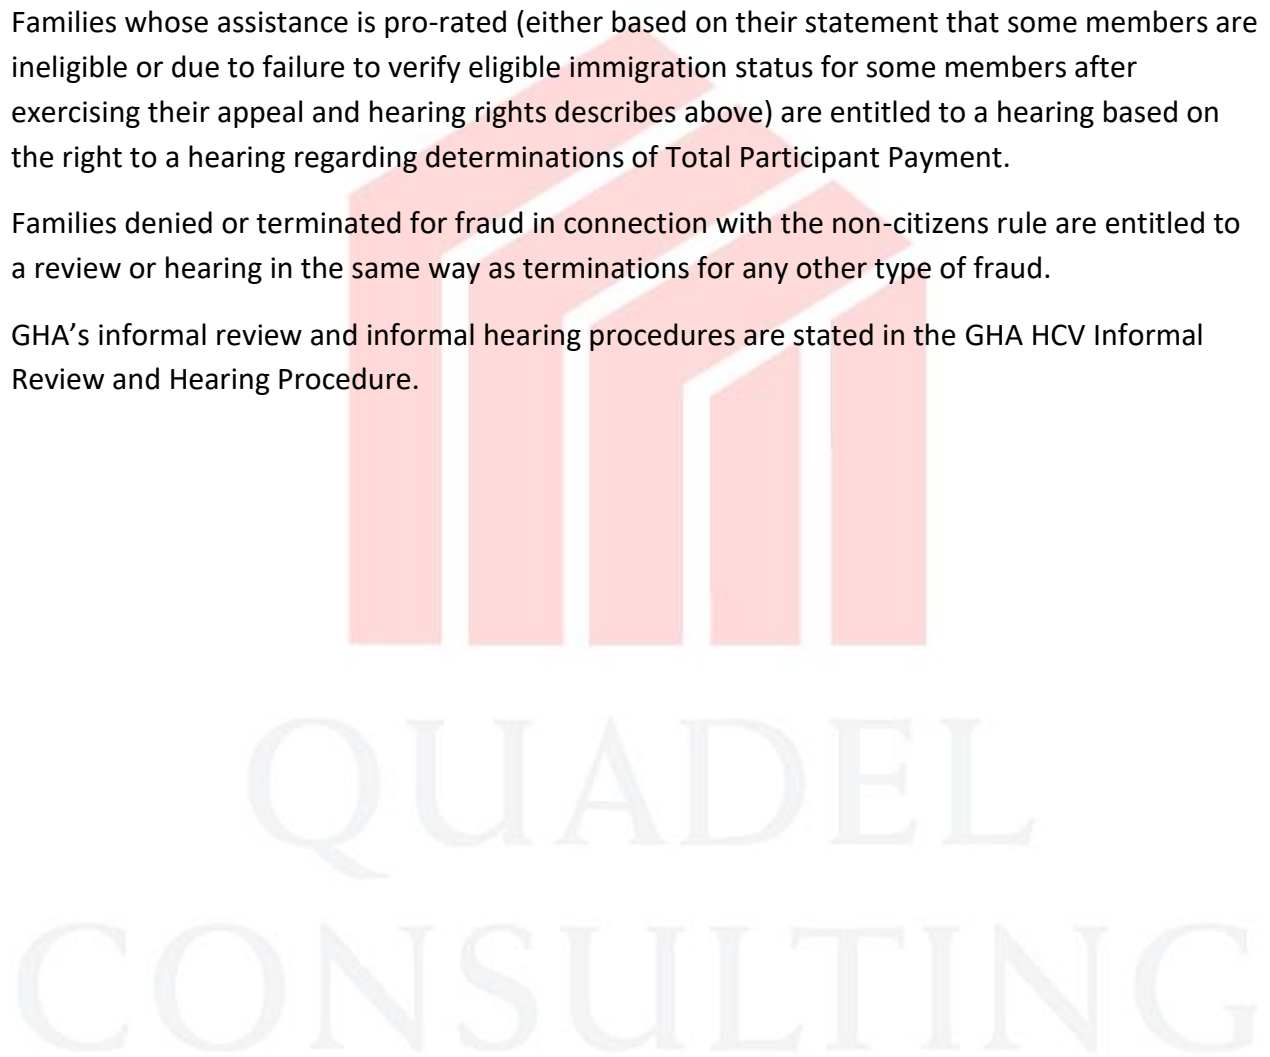 Families whose assistance is pro-rated (either based on their statement that some members are
ineligible or due to failure to verify eligible immigration status for some members after
exercising their appeal and hearing rights describes above) are entitled to a hearing based on
the right to a hearing regarding determinations of Total Participant Payment.
Families denied or terminated for fraud in connection with the non-citizens rule are entitled to
a review or hearing in the same way as terminations for any other type of fraud.
GHA’s informal review and informal hearing procedures are stated in the GHA HCV Informal
Review and Hearing Procedure.
QUADEL
CONSULTING